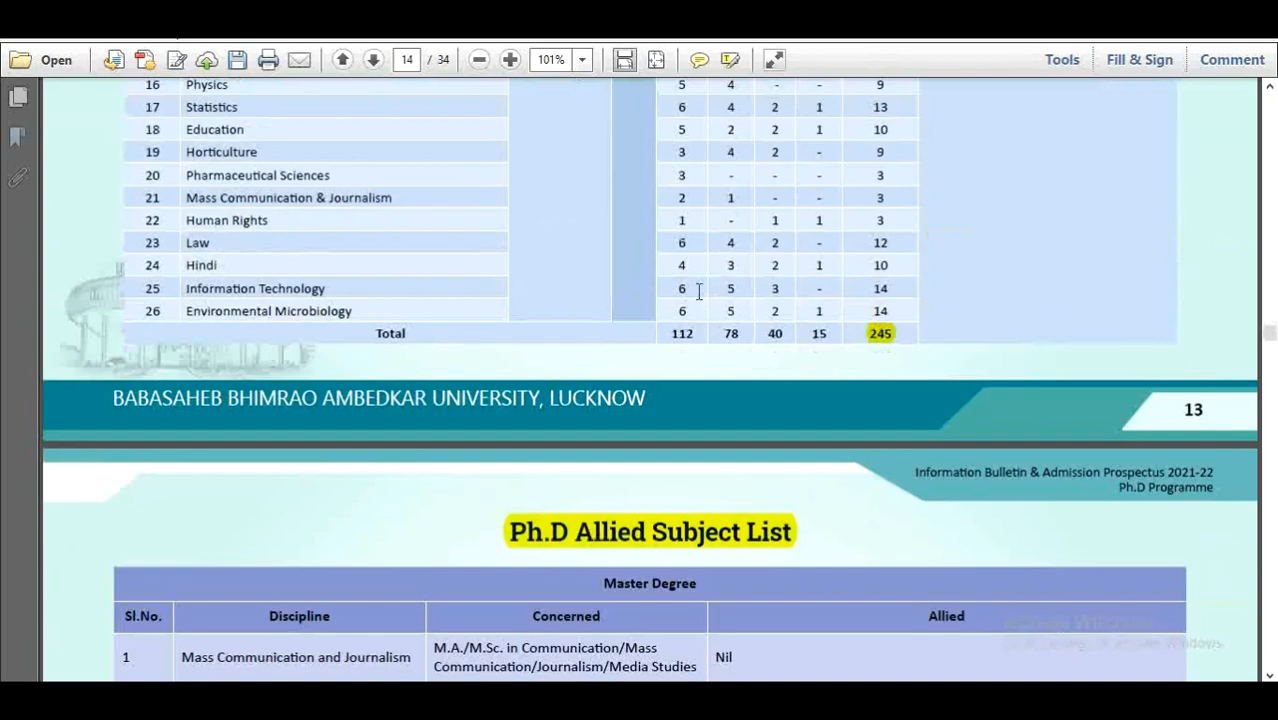 Open 14 / 34 101% Tools Fill & Sign Comment
16 Physics 5 4 - - 9
17 Statistics 6 4 2 1 13
18 Education 5 2 2 1 10
19 Horticulture 3 4 2 - 9
20 Pharmaceutical Sciences 3 - - - 3
21 Mass Communication & Journalism 2 1 - - 3
22 Human Rights 1 - 1 1 3
23 Law 6 4 2 - 12
24 Hindi 4 3 2 1 10
25 Information Technology 6 5 3 - 14
26 Environmental Microbiology 6 5 2 1 14
Total 112 78 40 15 245
BABASAHEB BHIMRAO AMBEDKAR UNIVERSITY, LUCKNOW 13
Information Bulletin & Admission Prospectus 2021-22
Ph.D Programme
Ph.D Allied Subject List
Master Degree
Sl.No. Discipline Concerned Allied
1 Mass Communication and Journalism M.A./M.Sc. in Communication/Mass Nil
Communication/Journalism/Media Studies